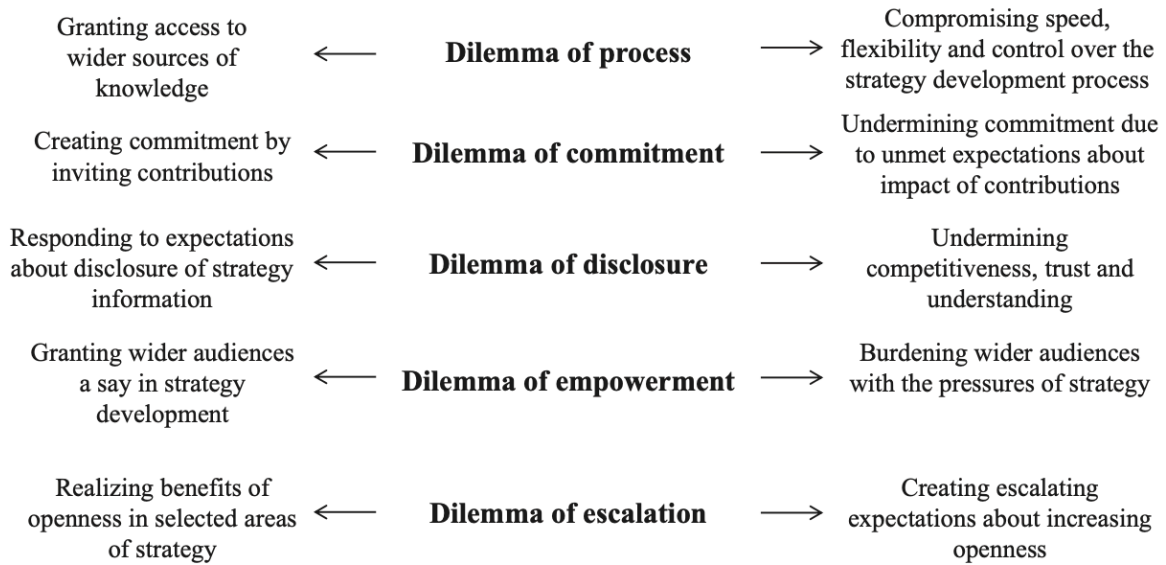 Granting access to
wider sources of
knowledge
Dilemma of process
Compromising speed,
flexibility and control over the
strategy development process
Creating commitment by
inviting contributions
Dilemma of commitment
Undermining commitment due
to unmet expectations about
impact of contributions
Responding to expectations
about disclosure of strategy
information
Dilemma of disclosure
Undermining
competitiveness, trust and
understanding
Granting wider audiences
a say in strategy
development
Dilemma of empowerment
Burdening wider audiences
with the pressures of strategy
Realizing benefits of
openness in selected areas
of strategy
Dilemma of escalation
Creating escalating
expectations about increasing
openness